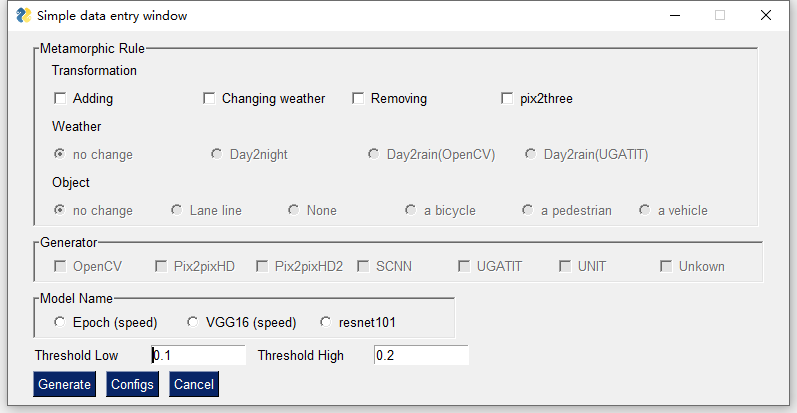 Simple data entry window
Metamorphic Rule
Transformation
Adding Changing weather Removing pix2three
Weather
no change Day2night Day2rain(OpenCV) Day2rain(UGATIT)
Object
no change Lane line None a bicycle a pedestrian a vehicle
Generator
OpenCV Pix2pixHD Pix2pixHD2 SCNN UGATIT UNIT Unkown
Model Name
Epoch (speed) VGG16 (speed) resnet101
Threshold Low 0.1 Threshold High 0.2
Generate Configs Cancel